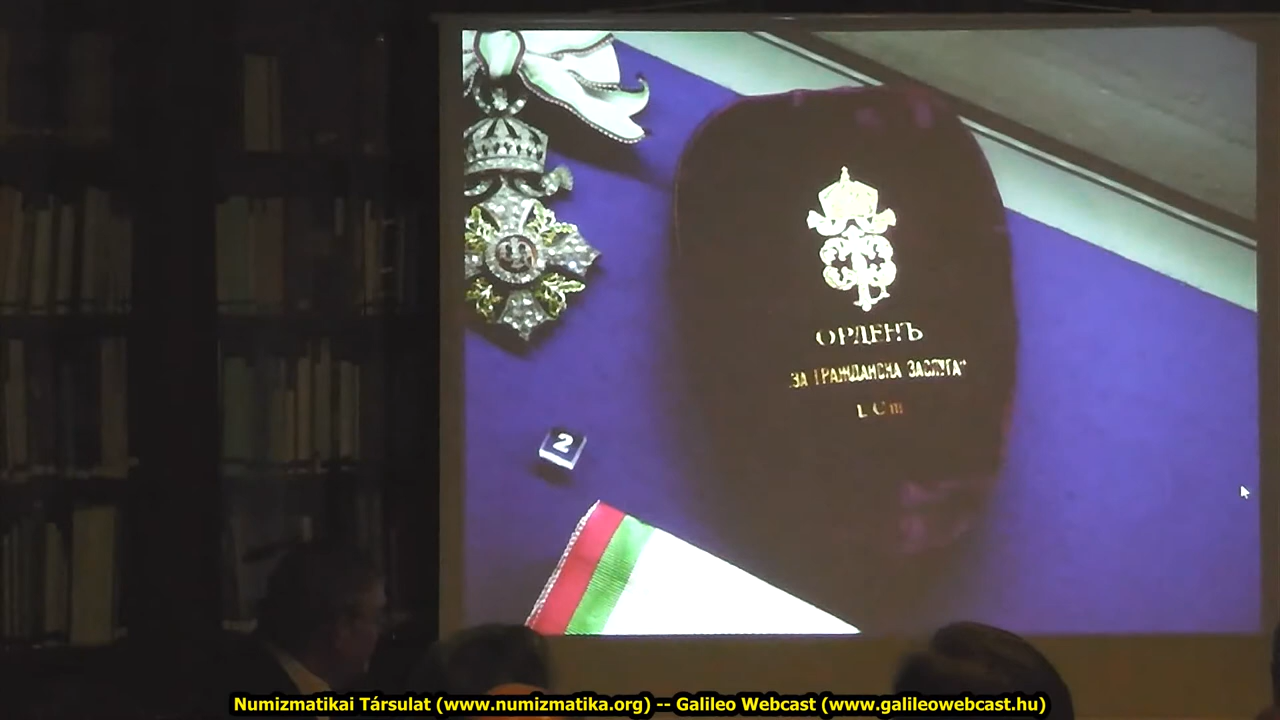 ОРДЕНЪ
„ЗА ГРАЖДАНСКА ЗАСЛУГА“
2
Numizmatikai Társulat (www.numizmatika.org) -- Galileo Webcast (www.galileowebcast.hu)